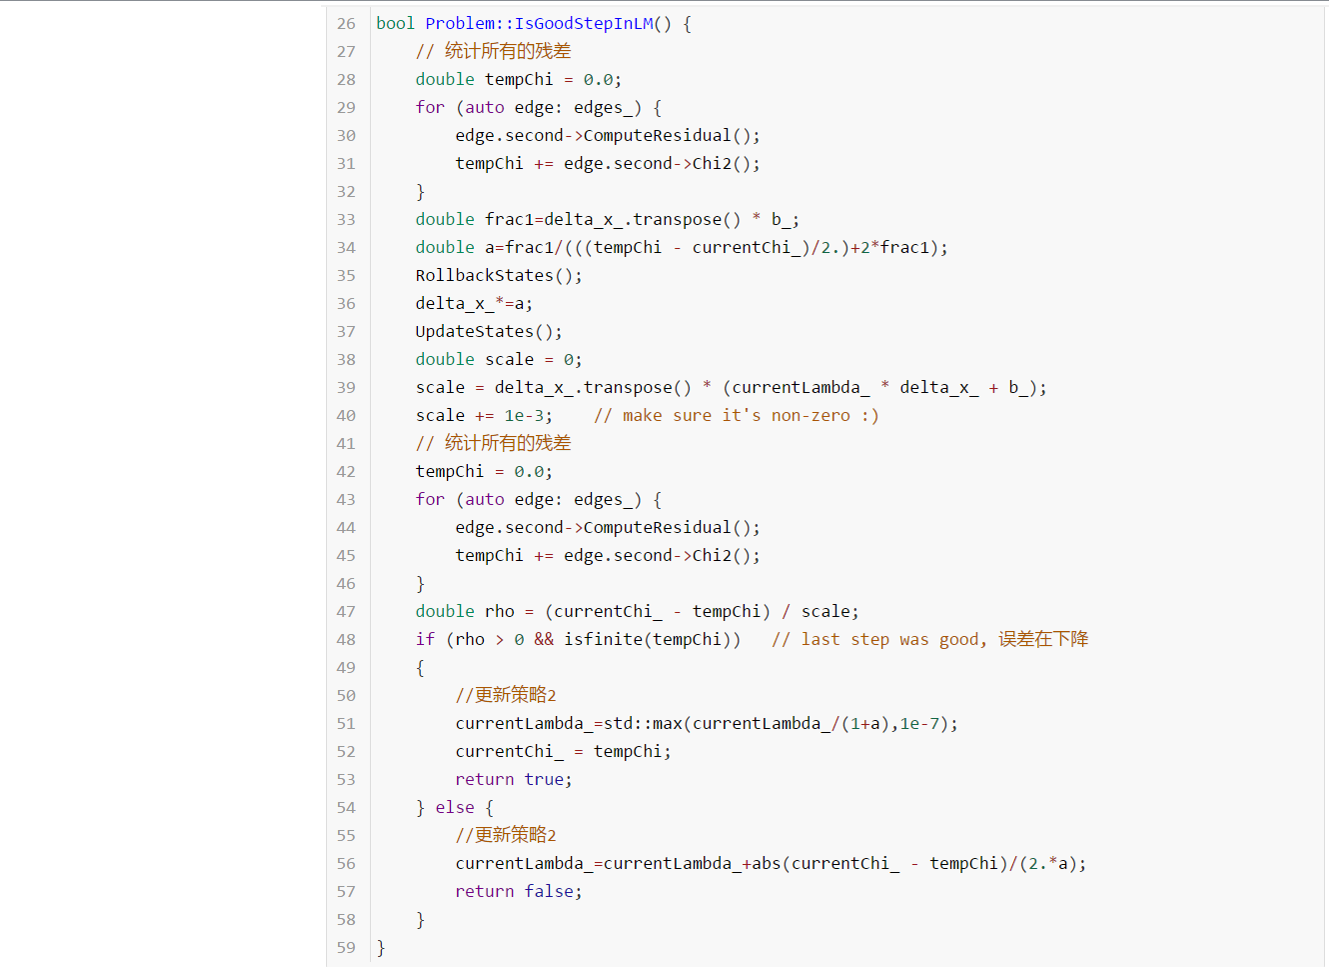 26 bool Problem::IsGoodStepInLM() {
27     // 统计所有的残差
28     double tempChi = 0.0;
29     for (auto edge: edges_) {
30         edge.second->ComputeResidual();
31         tempChi += edge.second->Chi2();
32     }
33     double frac1=delta_x_.transpose() * b_;
34     double a=frac1/(((tempChi - currentChi_)/2.)+2*frac1);
35     RollbackStates();
36     delta_x_*=a;
37     UpdateStates();
38     double scale = 0;
39     scale = delta_x_.transpose() * (currentLambda_ * delta_x_ + b_);
40     scale += 1e-3;    // make sure it's non-zero :)
41     // 统计所有的残差
42     tempChi = 0.0;
43     for (auto edge: edges_) {
44         edge.second->ComputeResidual();
45         tempChi += edge.second->Chi2();
46     }
47     double rho = (currentChi_ - tempChi) / scale;
48     if (rho > 0 && isfinite(tempChi))   // last step was good, 误差在下降
49     {
50         //更新策略2
51         currentLambda_=std::max(currentLambda_/(1+a),1e-7);
52         currentChi_ = tempChi;
53         return true;
54     } else {
55         //更新策略2
56         currentLambda_=currentLambda_+abs(currentChi_ - tempChi)/(2.*a);
57         return false;
58     }
59 }